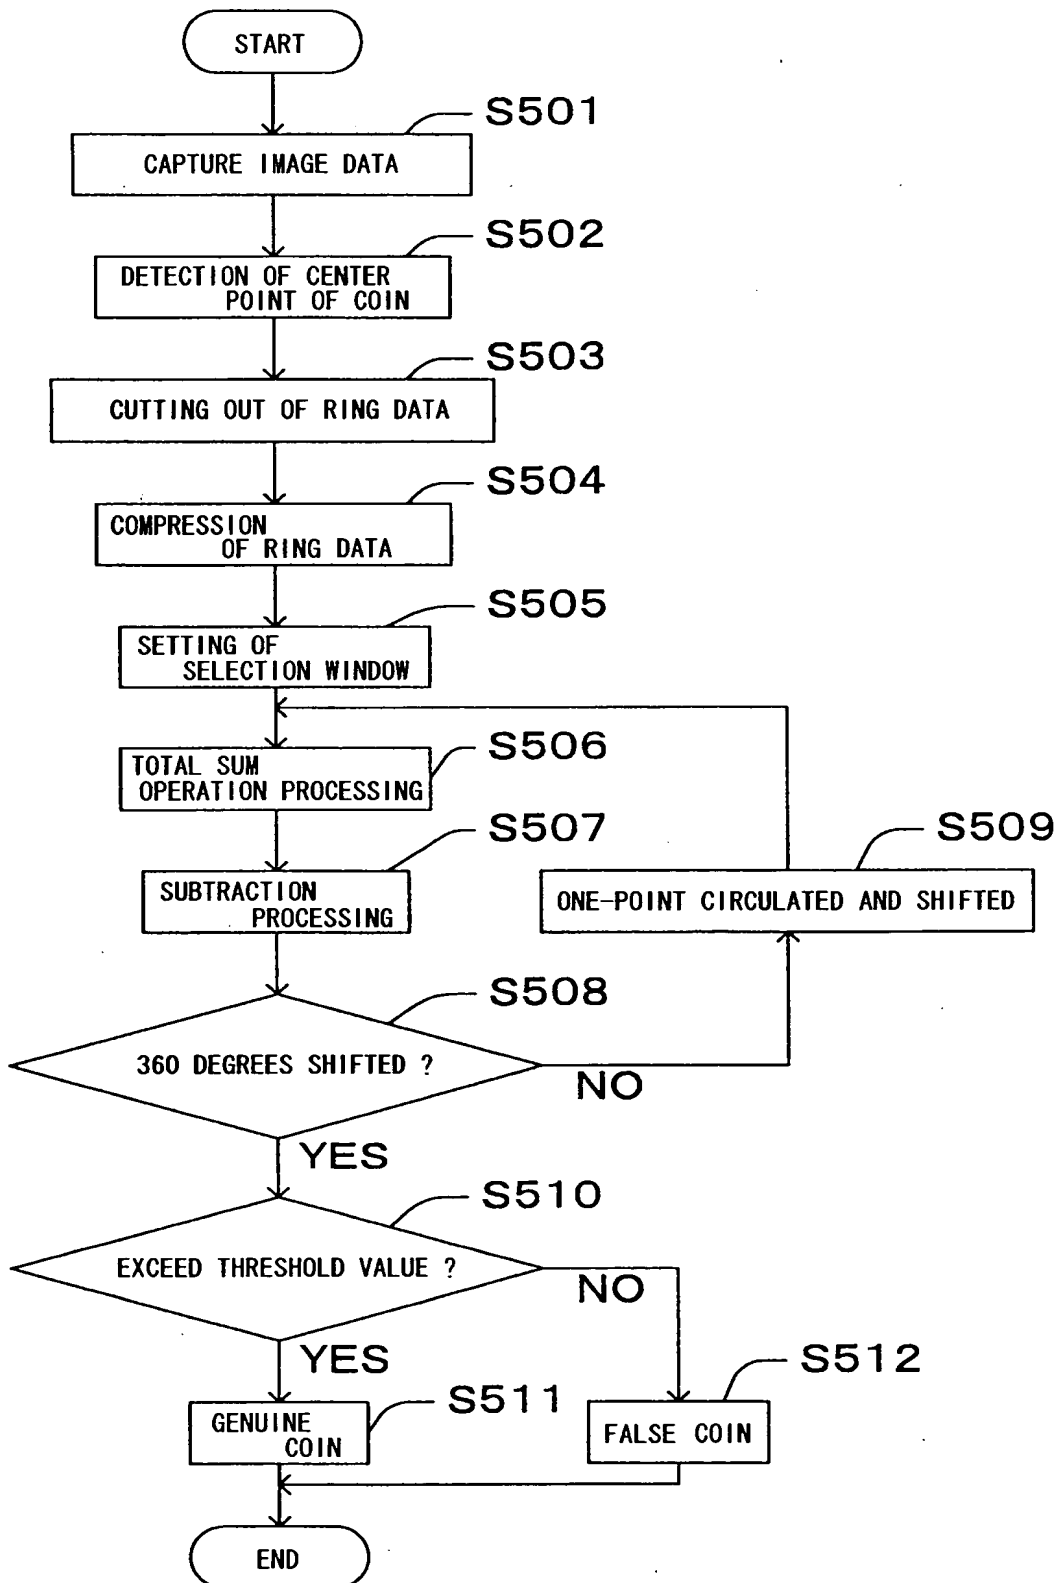 START
S501
CAPTURE IMAGE DATA
S502
DETECTION OF CENTER
POINT OF COIN
S503
CUTTING OUT OF RING DATA
S504
COMPRESSION
OF RING DATA
S505
SETTING OF
SELECTION WINDOW
S506
TOTAL SUM
OPERATION PROCESSING
S507
SUBTRACTION
PROCESSING
S509
ONE-POINT CIRCULATED AND SHIFTED
S508
360 DEGREES SHIFTED ?
NO
YES
S510
EXCEED THRESHOLD VALUE ?
NO
YES
S511
GENUINE
COIN
S512
FALSE COIN
END